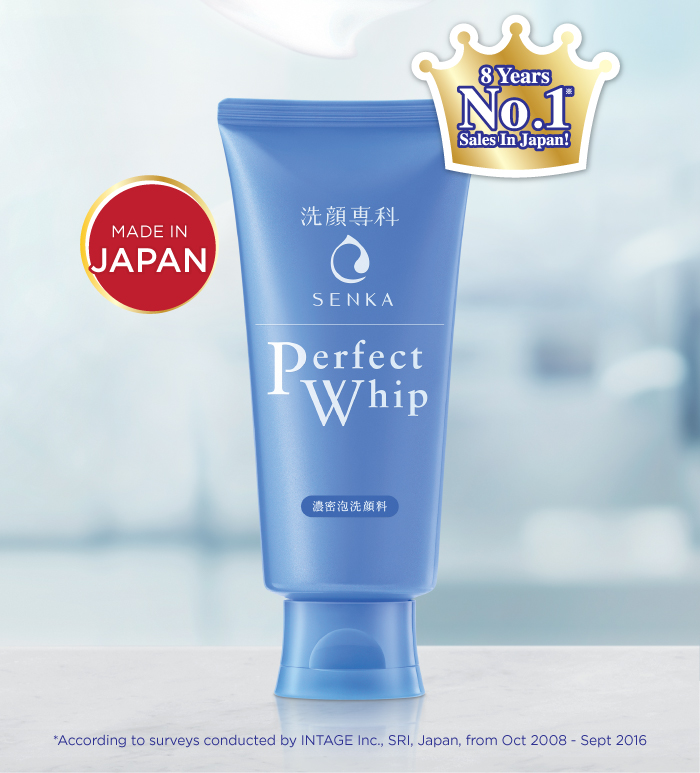 8 Years
No.1※
Sales In Japan!
MADE IN
JAPAN
洗顔専科
SENKA
Perfect
Whip
濃密泡洗顔料
*According to surveys conducted by INTAGE Inc., SRI, Japan, from Oct 2008 - Sept 2016